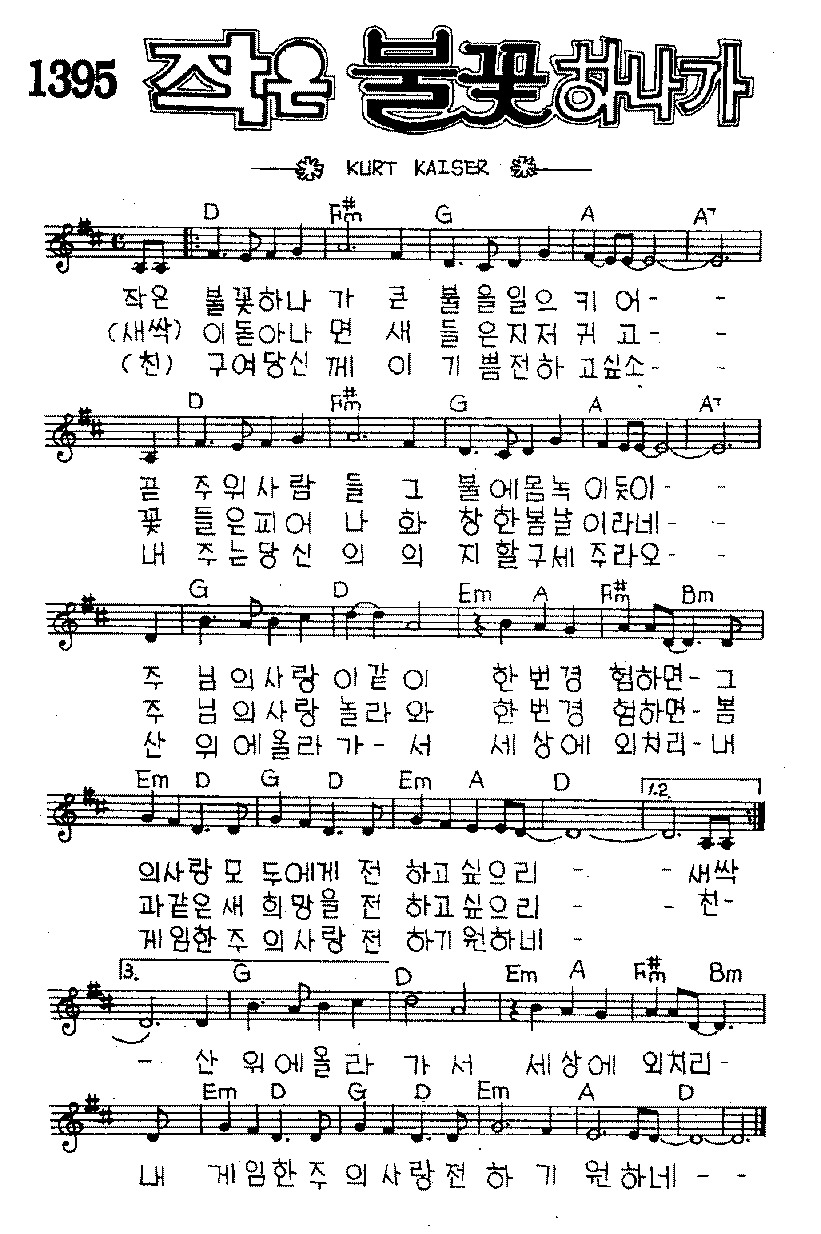 1395 작은 불꽃 하나가
KURT KAISER
D F#m G A A7
작은 불꽃하나 가 큰 불을일으 키 어- -
(새싹) 이돋아나 면 새 들은지저 귀 고- -
(친) 구여당신 께 이 기 쁨전하 고싶소- -
D F#m G A A7
끝 주위사람 들 그 불에몸녹 이듯이- -
꽃 들은피어 나 화 창한봄날 이라네- -
내 주는당신 의 의 지할구세 주라오- -
G D Em A F#m Bm
주 님의사랑 이같 이 한번경 험하면- 그
주 님의사랑 놀라 와 한번경 험하면- 봄
산 위에올라 가- 서 세상에 외치리- 내
Em D G D Em A D 1.2.
의사랑 모 두에게 전 하고싶으리 - - 새싹
과같은 새 희망을 전 하고싶으리 - - 친-
게임한 주 의사랑 전 하기원하네 -
3. G D Em A F#m Bm
- 산 위에올라 가 서 세상에 외치리-
Em D G D Em A D
내 게임한주 의사랑전 하 기 원하네- -